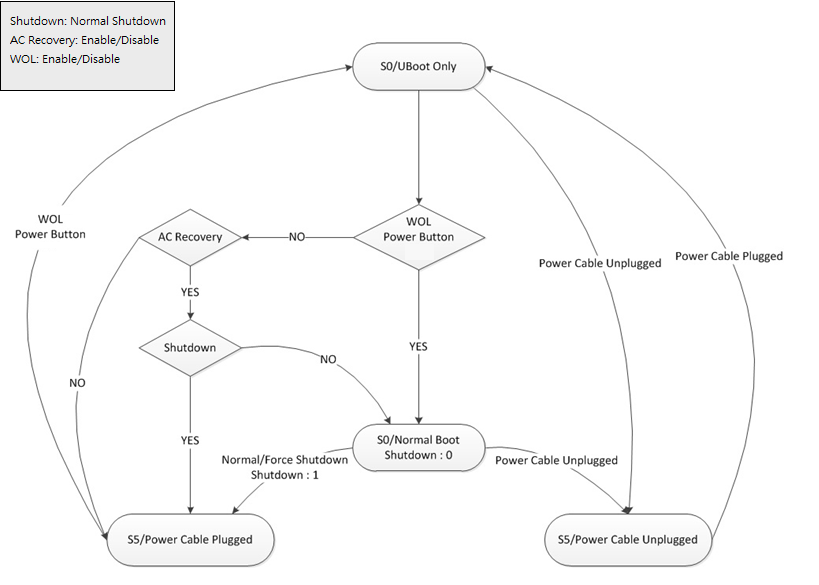 Shutdown: Normal Shutdown
AC Recovery: Enable/Disable
WOL: Enable/Disable
S0/UBoot Only
WOL
Power Button
WOL
Power Button
NO
AC Recovery
Power Cable Unplugged
Power Cable Plugged
YES
Shutdown
NO
YES
NO
YES
S0/Normal Boot
Shutdown : 0
Normal/Force Shutdown
Shutdown : 1
Power Cable Unplugged
S5/Power Cable Plugged
S5/Power Cable Unplugged